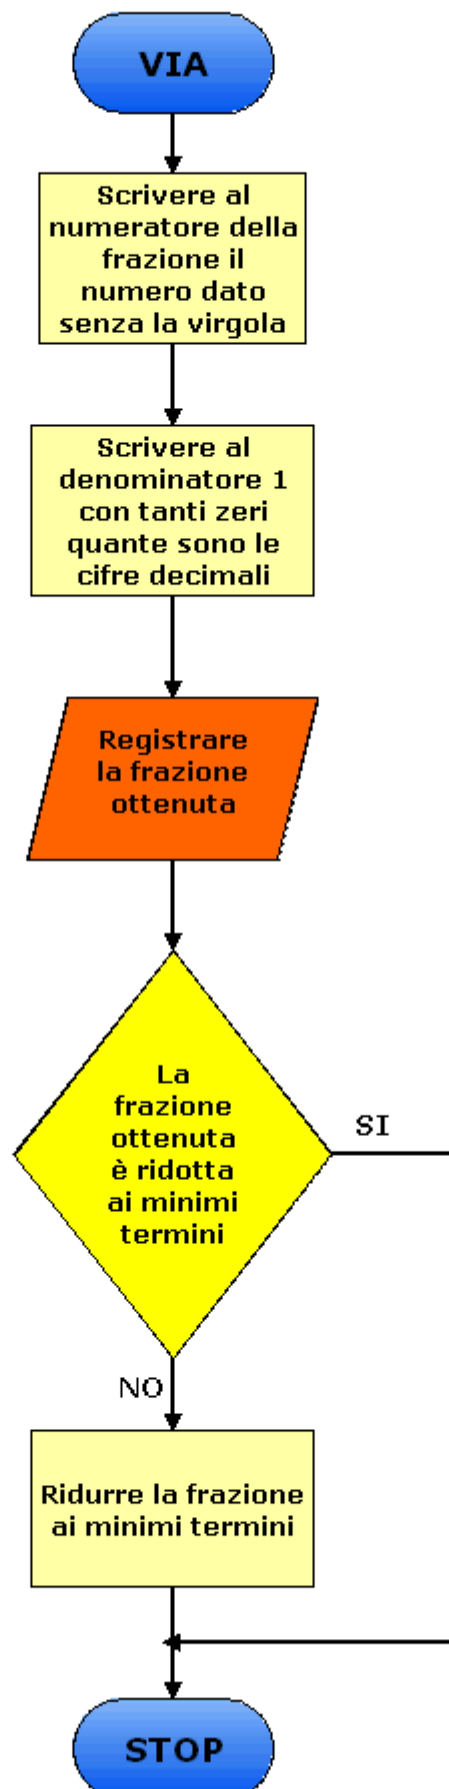 VIA
Scrivere al
numeratore della
frazione il
numero dato
senza la virgola
Scrivere al
denominatore 1
con tanti zeri
quante sono le
cifre decimali
Registrare
la frazione
ottenuta
La
frazione
ottenuta
è ridotta
ai minimi
termini
SI
NO
Ridurre la frazione
ai minimi termini
STOP